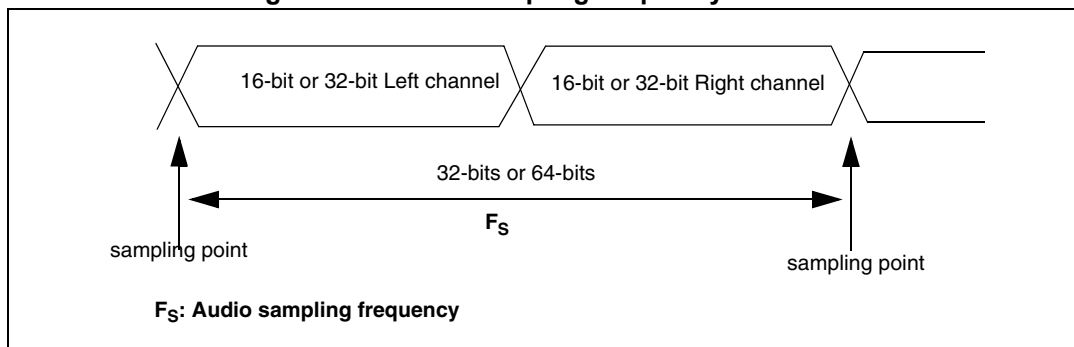 16-bit or 32-bit Left channel
16-bit or 32-bit Right channel
32-bits or 64-bits
FS
sampling point
sampling point
FS: Audio sampling frequency